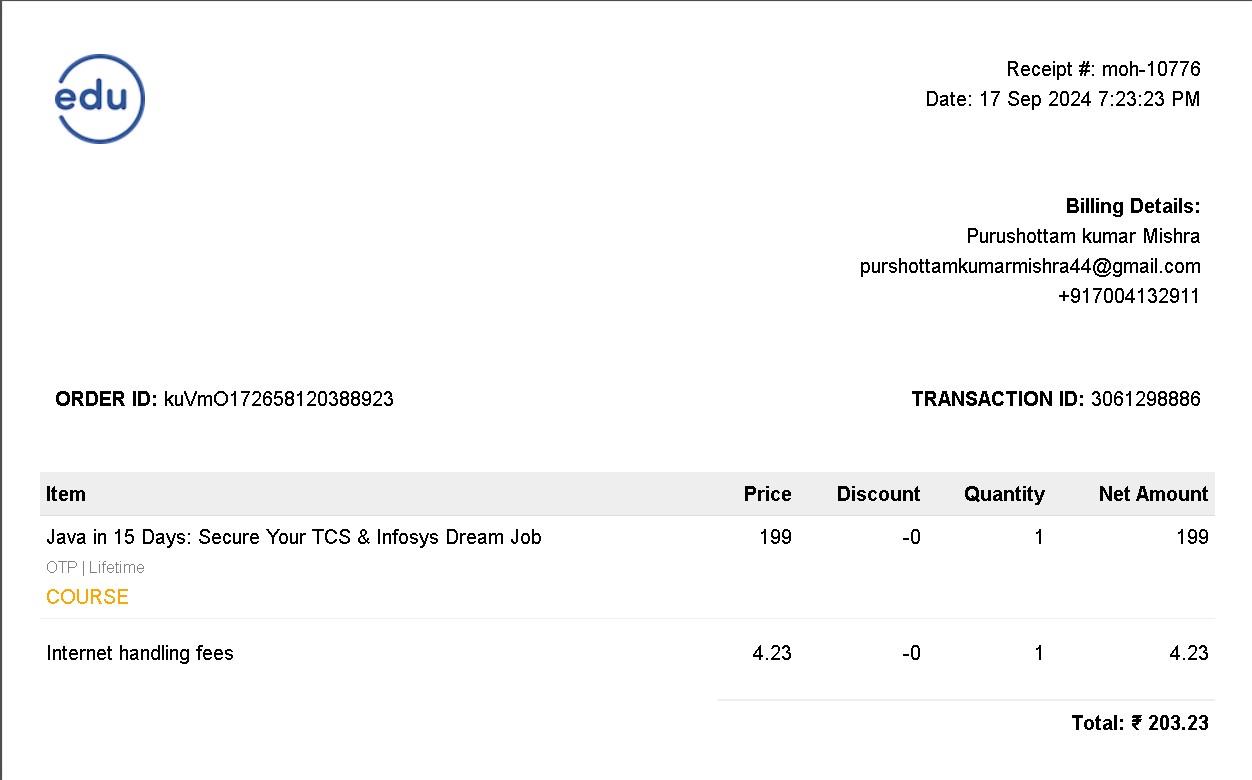 edu
Receipt #: moh-10776
Date: 17 Sep 2024 7:23:23 PM
Billing Details:
Purushottam kumar Mishra
purshottamkumarmishra44@gmail.com
+917004132911
ORDER ID: kuVmO172658120388923 TRANSACTION ID: 3061298886
Item Price Discount Quantity Net Amount
Java in 15 Days: Secure Your TCS & Infosys Dream Job 199 -0 1 199
OTP | Lifetime
COURSE
Internet handling fees 4.23 -0 1 4.23
Total: ₹ 203.23